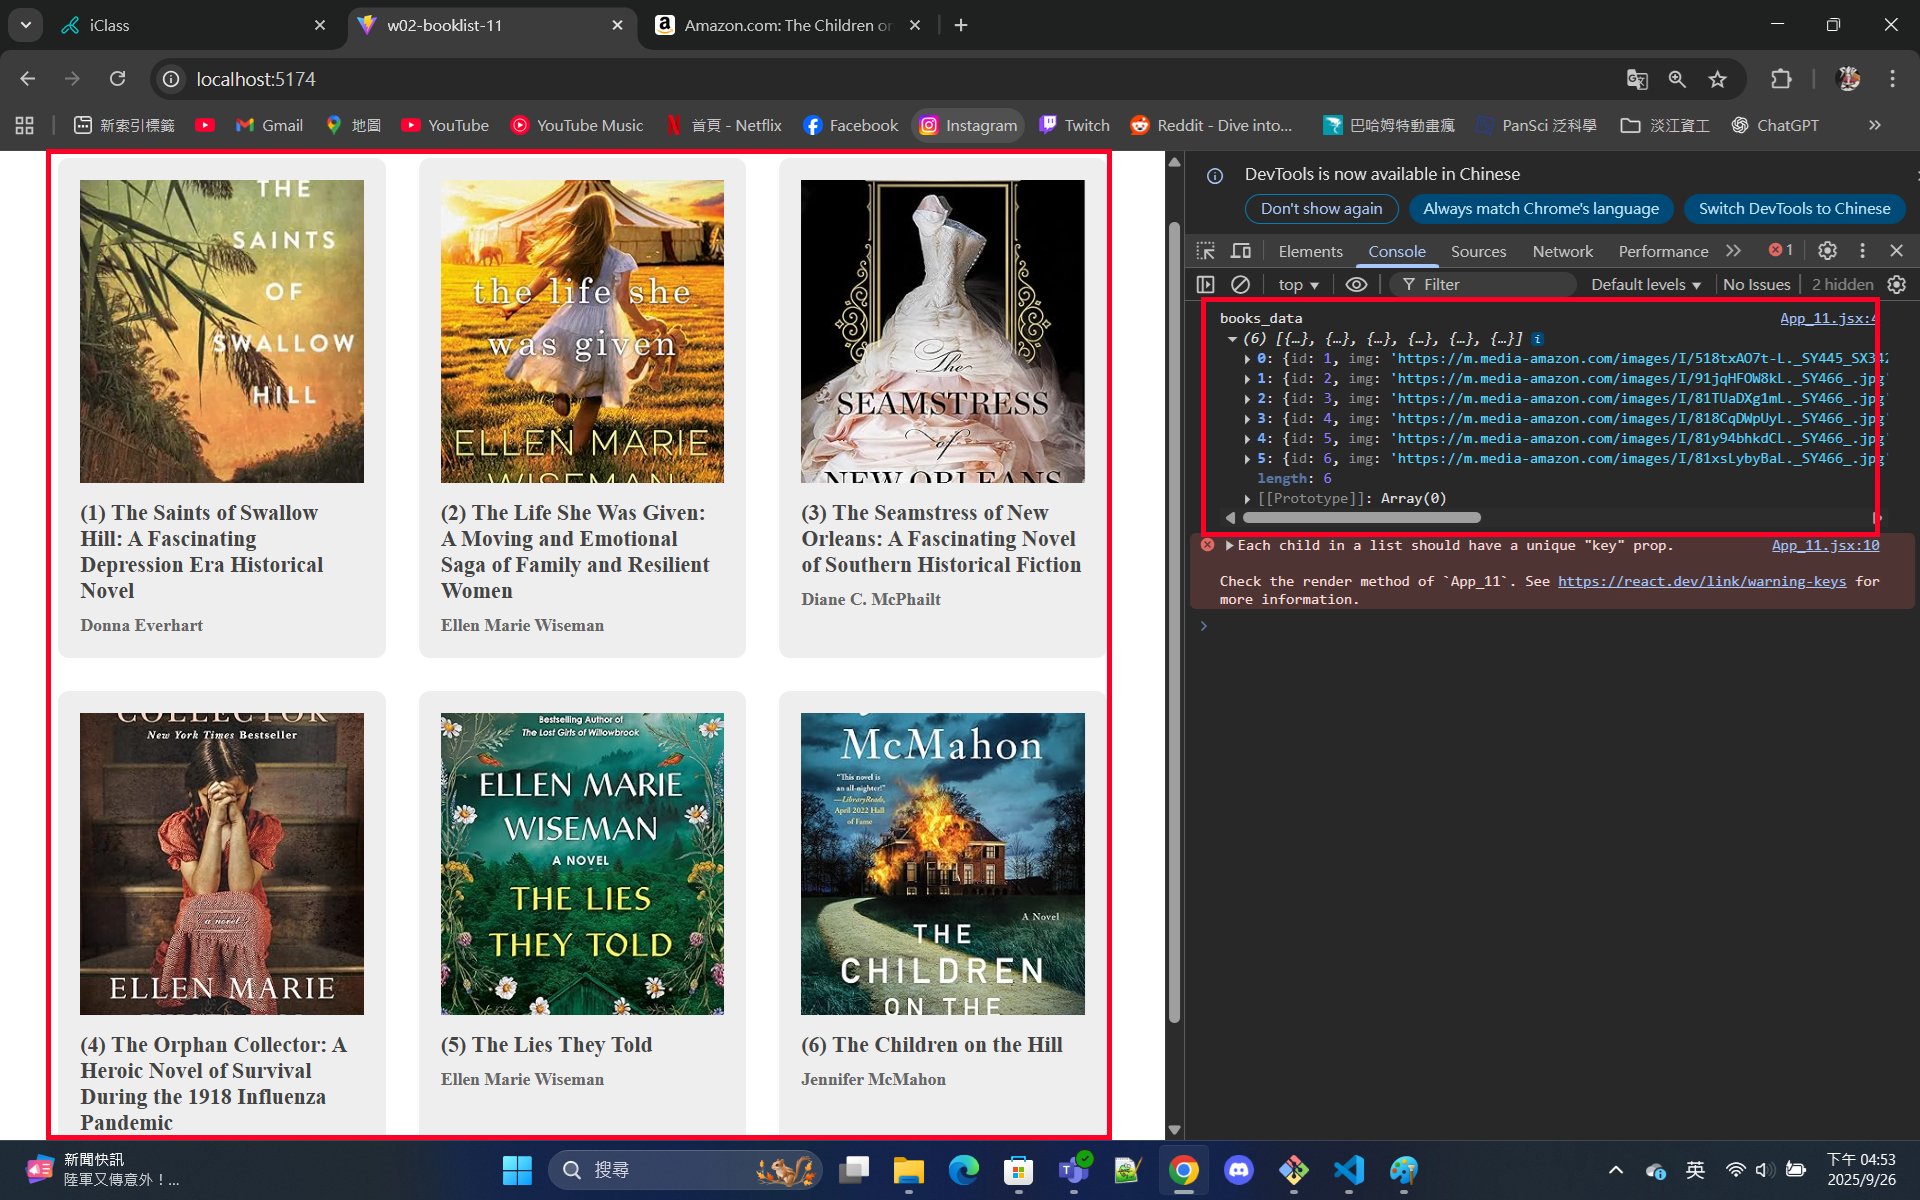 iClass
w02-booklist-11
Amazon.com: The Children or
localhost:5174
新索引標籤
Gmail
地圖
YouTube
YouTube Music
首頁 - Netflix
Facebook
Instagram
Twitch
Reddit - Dive into...
巴哈姆特動畫瘋
PanSci 泛科學
淡江資工
ChatGPT
THE
SAINTS
OF
SWALLOW
HILL
(1) The Saints of Swallow
Hill: A Fascinating
Depression Era Historical
Novel
Donna Everhart
the life she
was given
ELLEN MARIE
WISEMAN
(2) The Life She Was Given:
A Moving and Emotional
Saga of Family and Resilient
Women
Ellen Marie Wiseman
The
SEAMSTRESS
of
NEW ORLEANS
(3) The Seamstress of New
Orleans: A Fascinating Novel
of Southern Historical Fiction
Diane C. McPhailt
COLLECTOR
New York Times Bestseller
a novel
ELLEN MARIE
(4) The Orphan Collector: A
Heroic Novel of Survival
During the 1918 Influenza
Pandemic
Bestselling Author of
The Lost Girls of Willowbrook
ELLEN MARIE
WISEMAN
A NOVEL
THE LIES
THEY TOLD
(5) The Lies They Told
Ellen Marie Wiseman
McMahon
"This novel is
an all-nighter!"
—LibraryReads,
April 2022 Hall
of Fame
A Novel
THE
CHILDREN
ON THE
(6) The Children on the Hill
Jennifer McMahon
DevTools is now available in Chinese
Don't show again
Always match Chrome's language
Switch DevTools to Chinese
Elements
Console
Sources
Network
Performance
1
top
Filter
Default levels
No Issues
2 hidden
books_data
App_11.jsx:4
(6) [{…}, {…}, {…}, {…}, {…}, {…}]
0: {id: 1, img: 'https://m.media-amazon.com/images/I/518txAO7t-L._SY445_SX342
1: {id: 2, img: 'https://m.media-amazon.com/images/I/91jqHFOW8kL._SY466_.jpg'
2: {id: 3, img: 'https://m.media-amazon.com/images/I/81TUaDXg1mL._SY466_.jpg'
3: {id: 4, img: 'https://m.media-amazon.com/images/I/818CqDWpUyL._SY466_.jpg'
4: {id: 5, img: 'https://m.media-amazon.com/images/I/81y94bhkdCL._SY466_.jpg'
5: {id: 6, img: 'https://m.media-amazon.com/images/I/81xsLybyBaL._SY466_.jpg'
length: 6
[[Prototype]]: Array(0)
Each child in a list should have a unique "key" prop.
App_11.jsx:10
Check the render method of `App_11`. See https://react.dev/link/warning-keys for
more information.
新聞快訊
陸軍又傳意外！...
搜尋
英
下午 04:53
2025/9/26